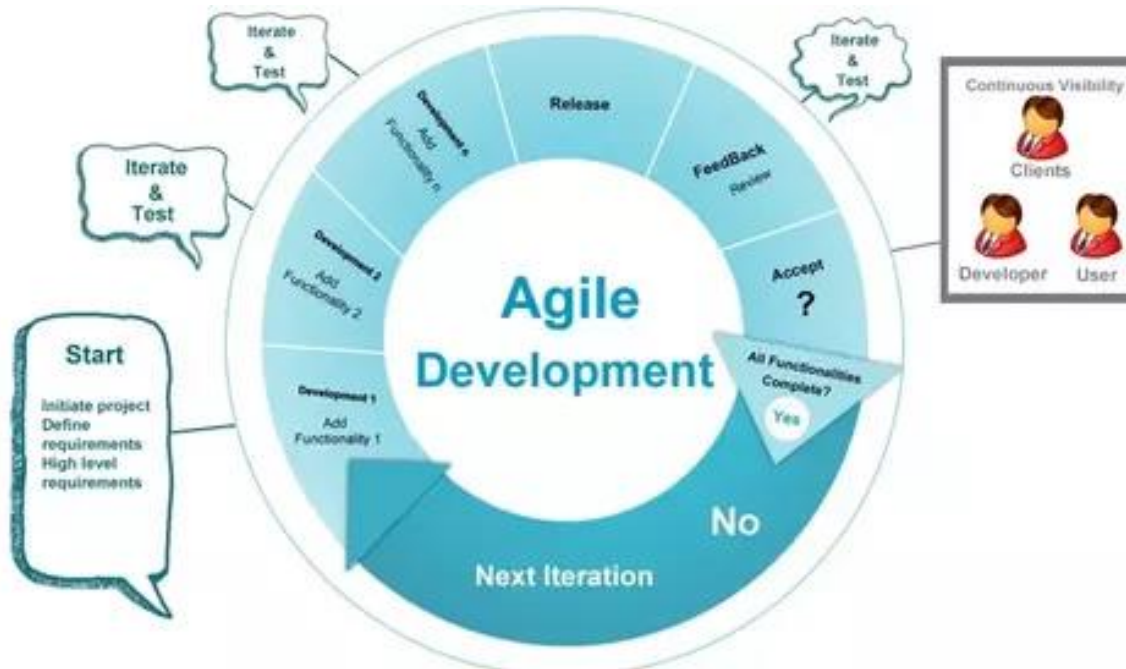 Iterate
&
Test
Iterate
&
Test
Iterate
&
Test
Continuous Visibility
Clients
Developer
User
Start
Initiate project
Define
requirements
High level
requirements
Development 1
Add
Functionality 1
Development 2
Add
Functionality 2
Development n
Add
Functionality n
Release
FeedBack
Review
Accept
?
All Functionalities
Complete?
Yes
Agile
Development
No
Next Iteration